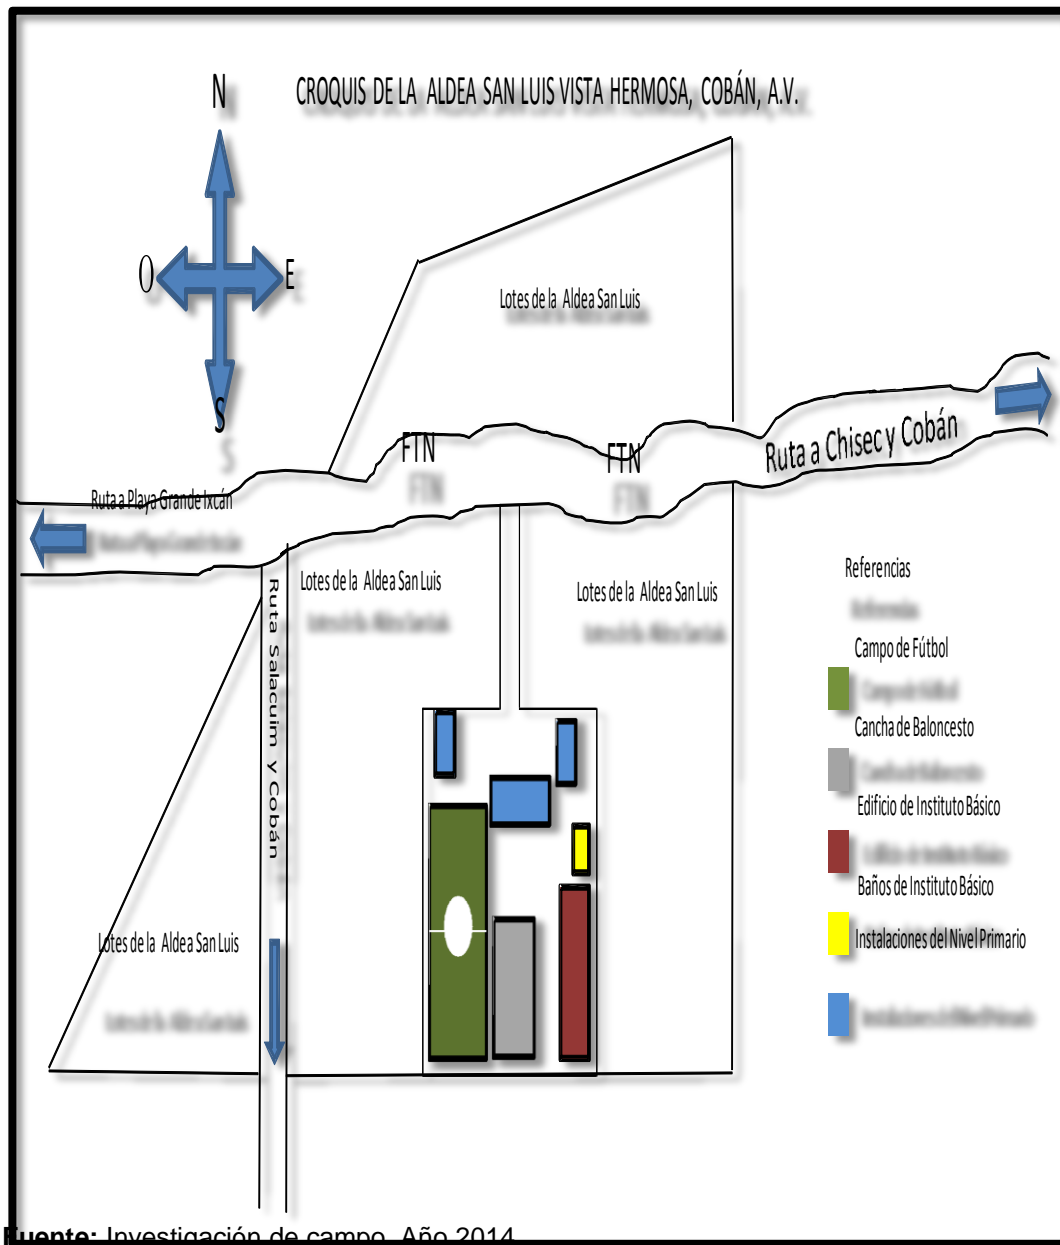 CROQUIS DE LA ALDEA SAN LUIS VISTA HERMOSA, COBÁN, A.V.
N
O
E
S
Lotes de la Aldea San Luis
FTN
FTN
Ruta a Chisec y Cobán
Ruta a Playa Grande Ixcán
Ruta Salacuim y Cobán
Lotes de la Aldea San Luis
Lotes de la Aldea San Luis
Lotes de la Aldea San Luis
Referencias
Campo de Fútbol
Cancha de Baloncesto
Edificio de Instituto Básico
Baños de Instituto Básico
Instalaciones del Nivel Primario
Fuente: Investigación de campo. Año 2014